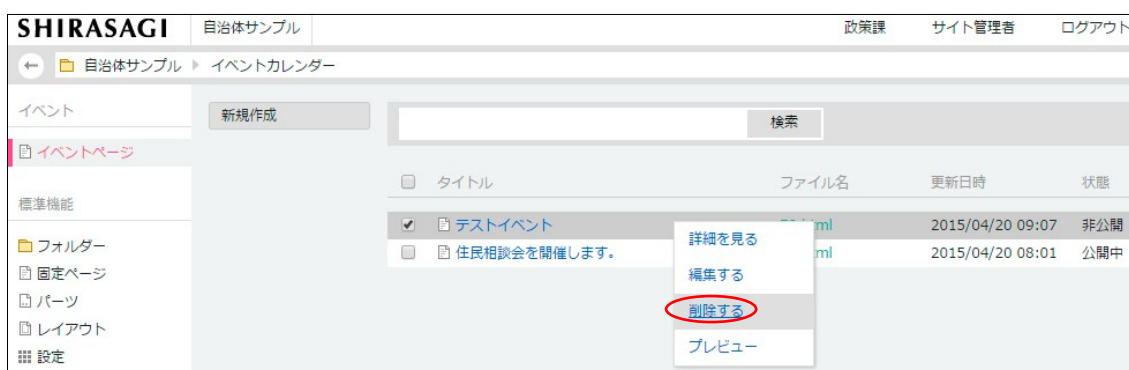 SHIRASAGI 自治体サンプル 政策課 サイト管理者 ログアウト
自治体サンプル イベントカレンダー
イベント
イベントページ
標準機能
フォルダー
固定ページ
パーツ
レイアウト
設定
新規作成
検索
タイトル ファイル名 更新日時 状態
テストイベント ml 2015/04/20 09:07 非公開
住民相談会を開催します。 ml 2015/04/20 08:01 公開中
詳細を見る
編集する
削除する
プレビュー